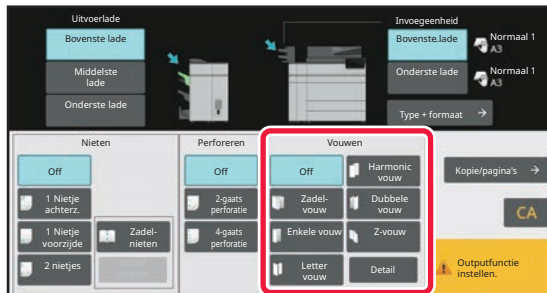 Uitvoerlade
Bovenste lade
Middelste
lade
Onderste lade
Invoegeenheid
Bovenste.lade
Normaal 1
A3
Onderste lade
Normaal 1
A3
Type + formaat
Nieten
Off
1 Nietje
achterz.
1 Nietje
voorzijde
2 nietjes
Zadel-
nieten
Perforeren
Off
2-gaats
perforatie
4-gaats
perforatie
Vouwen
Off
Harmonic
vouw
Zadel-
vouw
Dubbele
vouw
Enkele vouw
Z-vouw
Letter
vouw
Detail
Kopie/pagina's
CA
Outputfunctie
instellen.